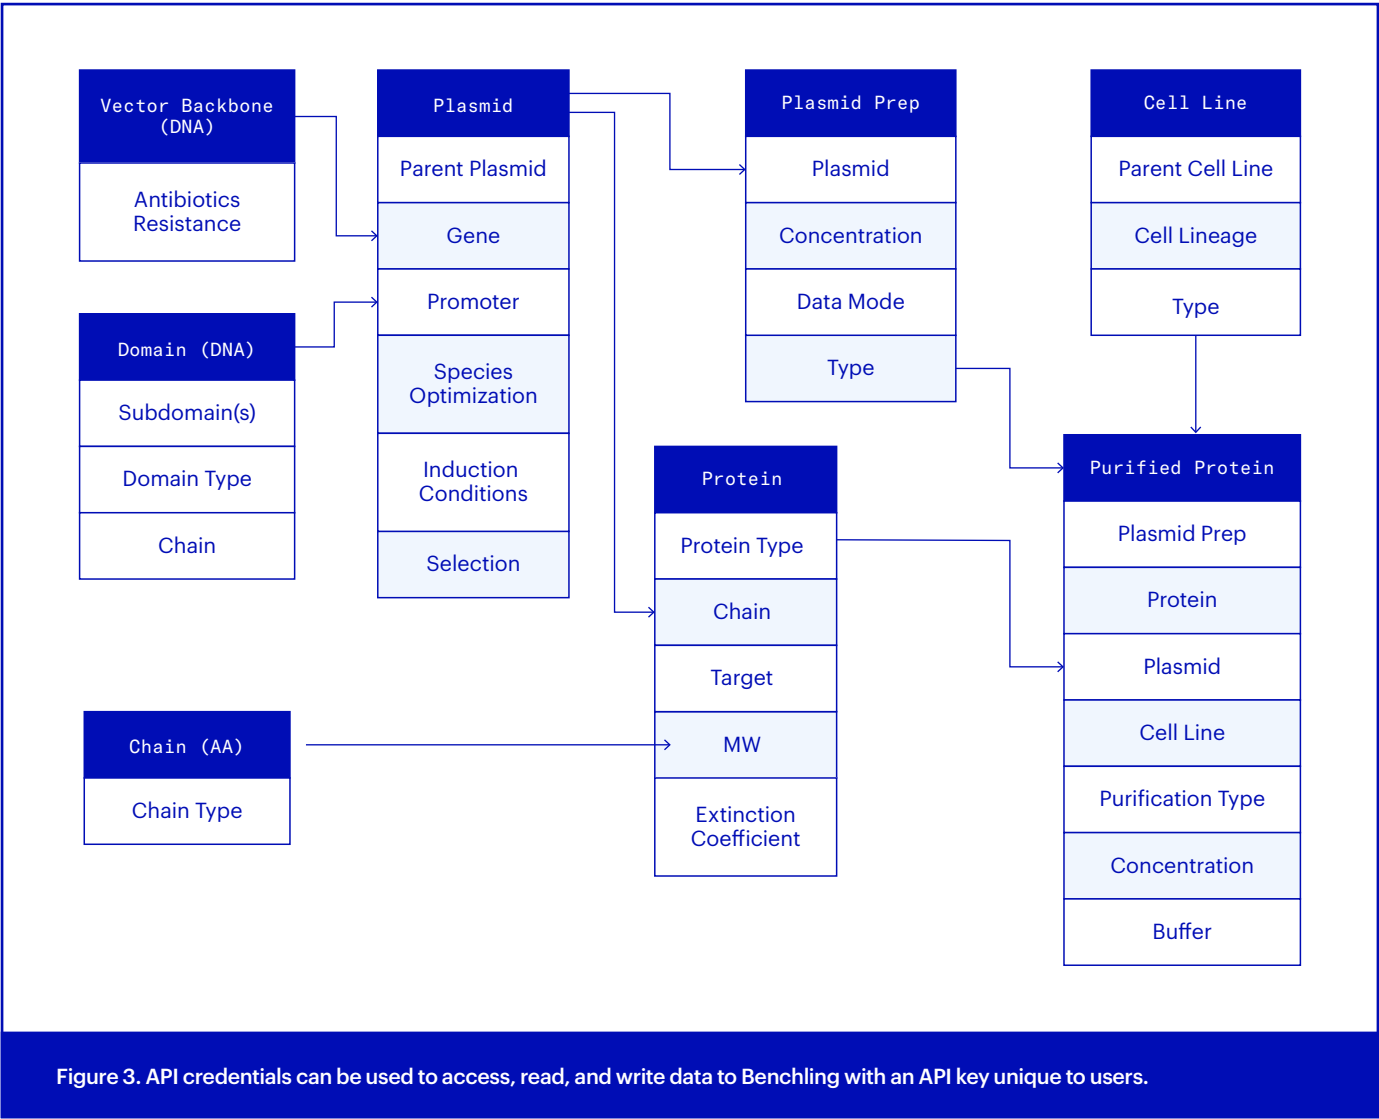 Vector Backbone
(DNA)
Antibiotics
Resistance
Domain (DNA)
Subdomain(s)
Domain Type
Chain
Chain (AA)
Chain Type
Plasmid
Parent Plasmid
Gene
Promoter
Species
Optimization
Induction
Conditions
Selection
Plasmid Prep
Plasmid
Concentration
Data Mode
Type
Protein
Protein Type
Chain
Target
MW
Extinction
Coefficient
Cell Line
Parent Cell Line
Cell Lineage
Type
Purified Protein
Plasmid Prep
Protein
Plasmid
Cell Line
Purification Type
Concentration
Buffer
Figure 3. API credentials can be used to access, read, and write data to Benchling with an API key unique to users.